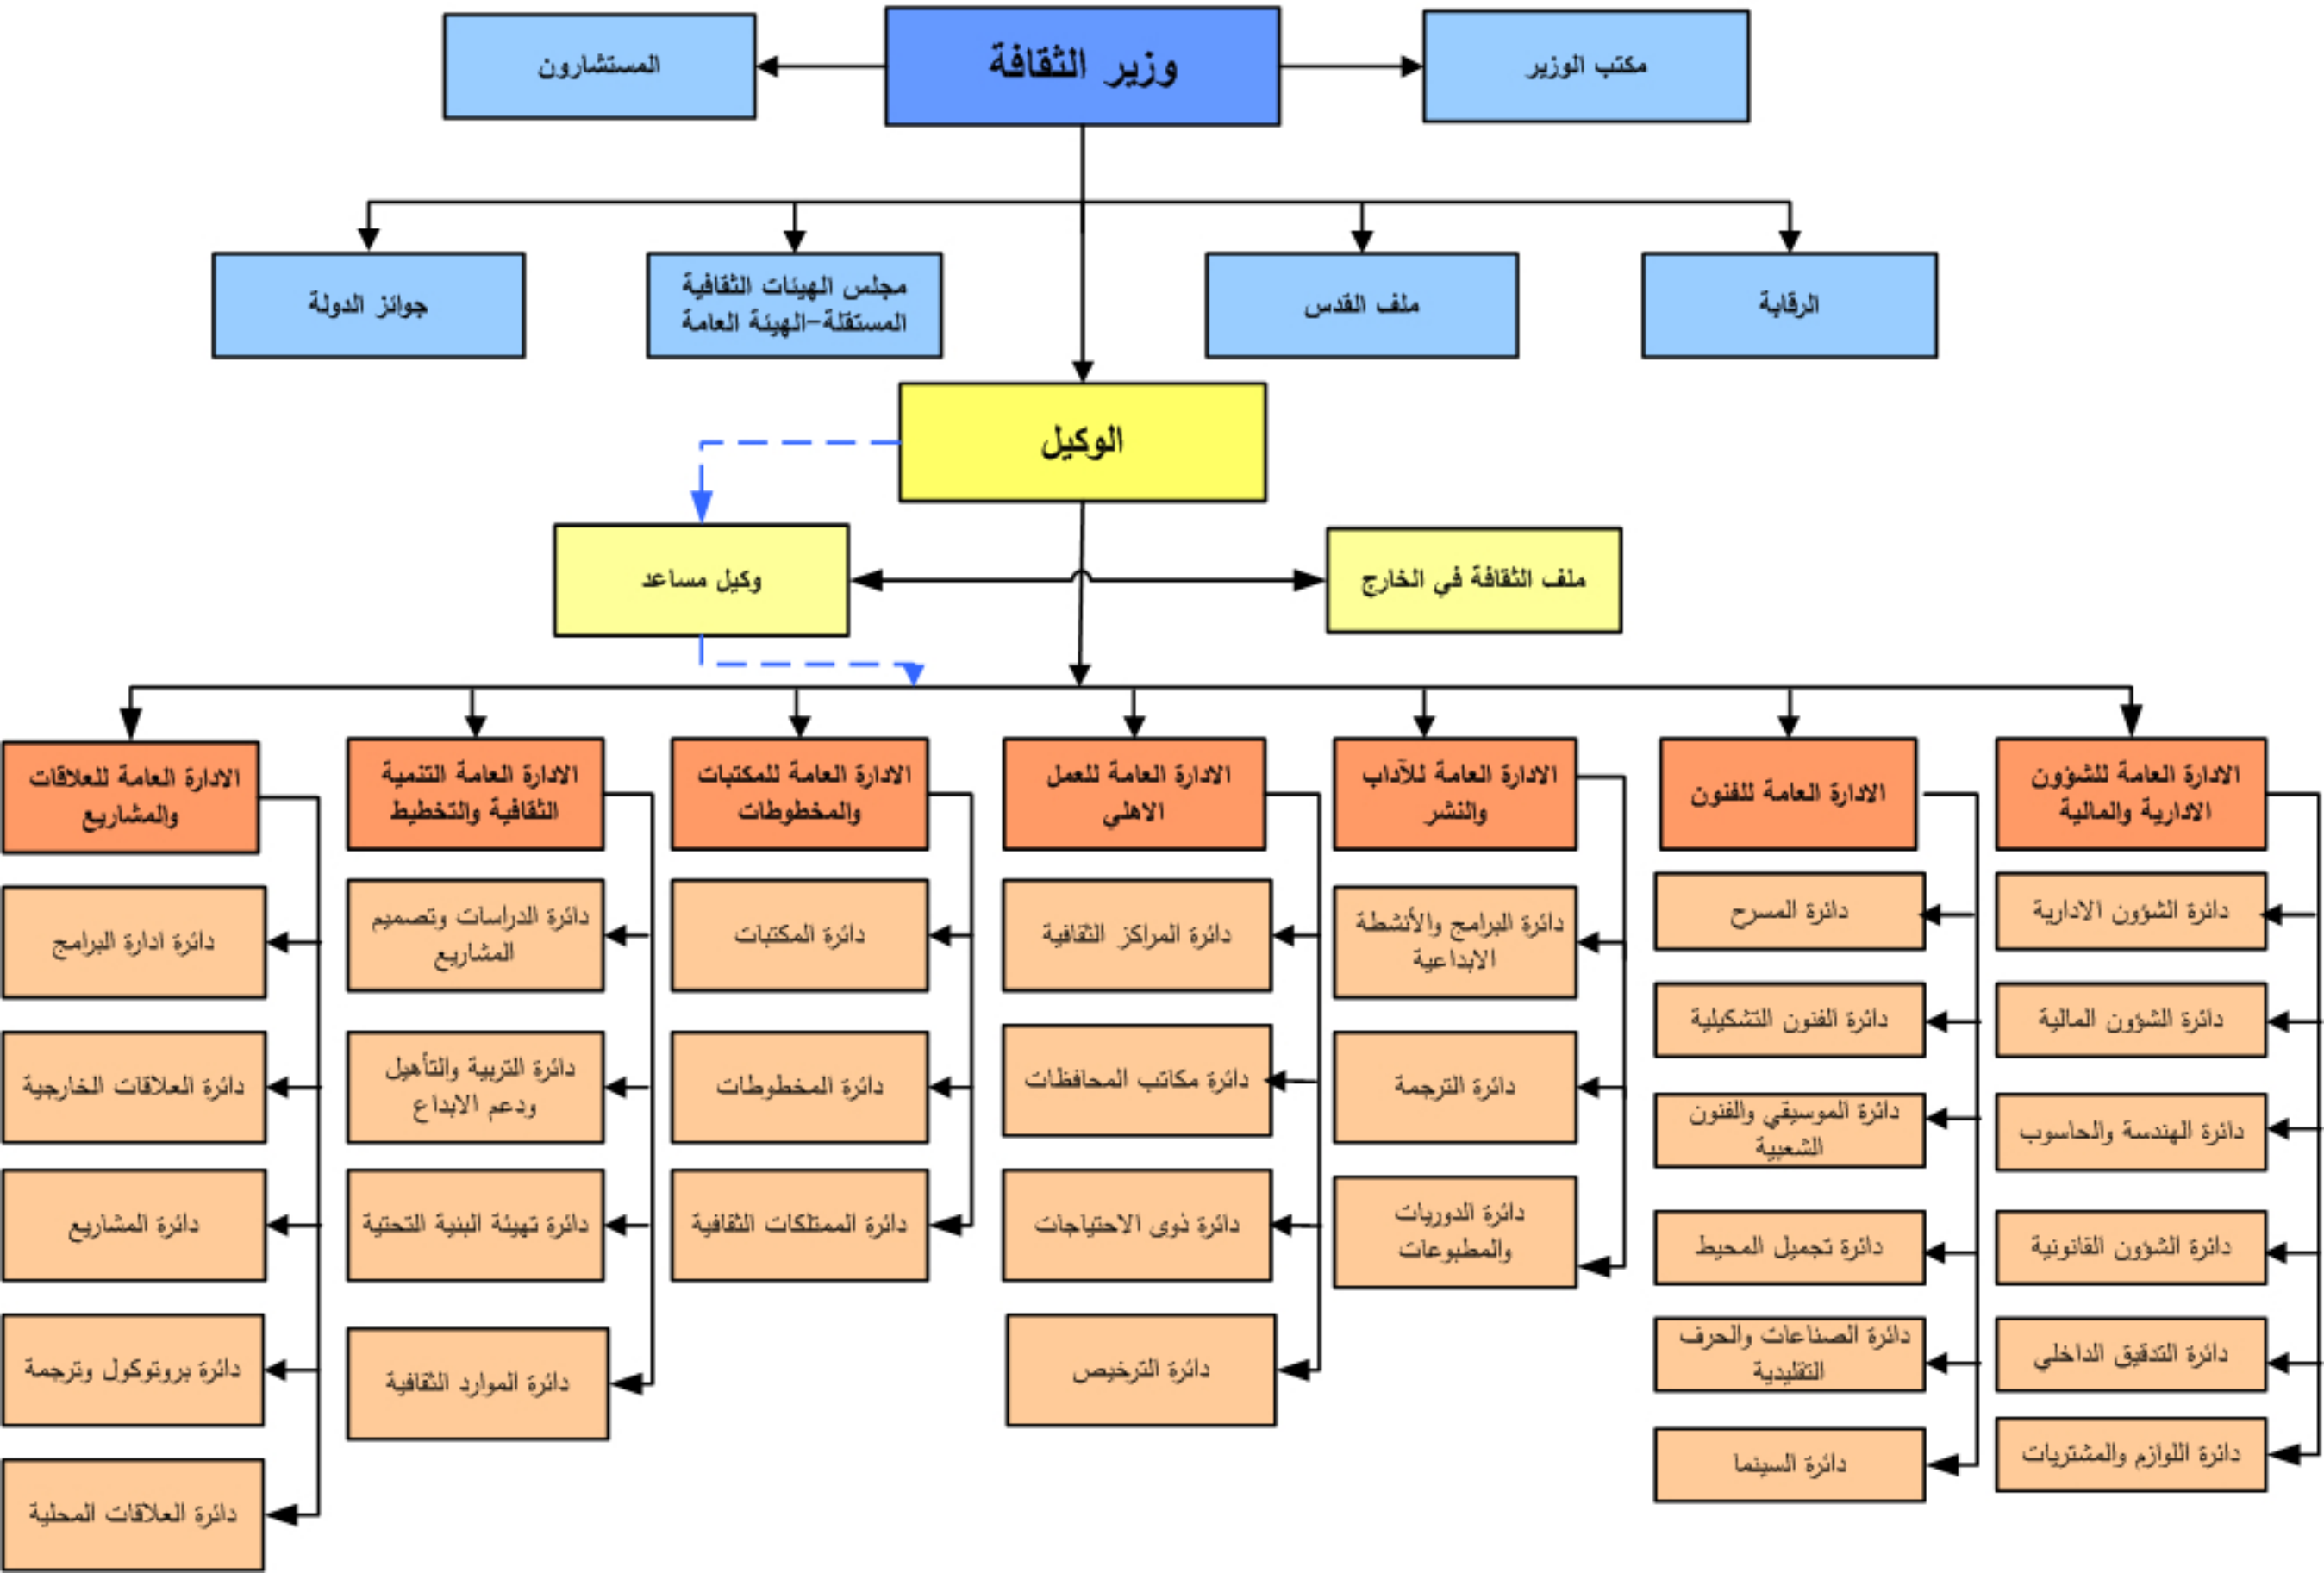 مكتب الوزير
وزير الثقافة
المستشارون
الرقابة
ملف القدس
مجلس الهيئات الثقافية
المستقلة-الهيئة العامة
جوائز الدولة
الوكيل
ملف الثقافة في الخارج
وكيل مساعد
الادارة العامة للشؤون
الادارية والمالية
دائرة الشؤون الادارية
دائرة الشؤون المالية
دائرة الهندسة والحاسوب
دائرة الشؤون القانونية
دائرة التدقيق الداخلي
دائرة اللوازم والمشتريات
الادارة العامة للفنون
دائرة المسرح
دائرة الفنون التشكيلية
دائرة الموسيقي والفنون
الشعبية
دائرة تجميل المحيط
دائرة الصناعات والحرف
التقليدية
دائرة السينما
الادارة العامة للآداب
والنشر
دائرة البرامج والأنشطة
الابداعية
دائرة الترجمة
دائرة الدوريات
والمطبوعات
الادارة العامة للعمل
الاهلي
دائرة المراكز الثقافية
دائرة مكاتب المحافظات
دائرة ذوى الاحتياجات
دائرة الترخيص
الادارة العامة للمكتبات
والمخطوطات
دائرة المكتبات
دائرة المخطوطات
دائرة الممتلكات الثقافية
الادارة العامة التنمية
الثقافية والتخطيط
دائرة الدراسات وتصميم
المشاريع
دائرة التربية والتأهيل
ودعم الابداع
دائرة تهيئة البنية التحتية
دائرة الموارد الثقافية
الادارة العامة للعلاقات
والمشاريع
دائرة ادارة البرامج
دائرة العلاقات الخارجية
دائرة المشاريع
دائرة بروتوكول وترجمة
دائرة العلاقات المحلية